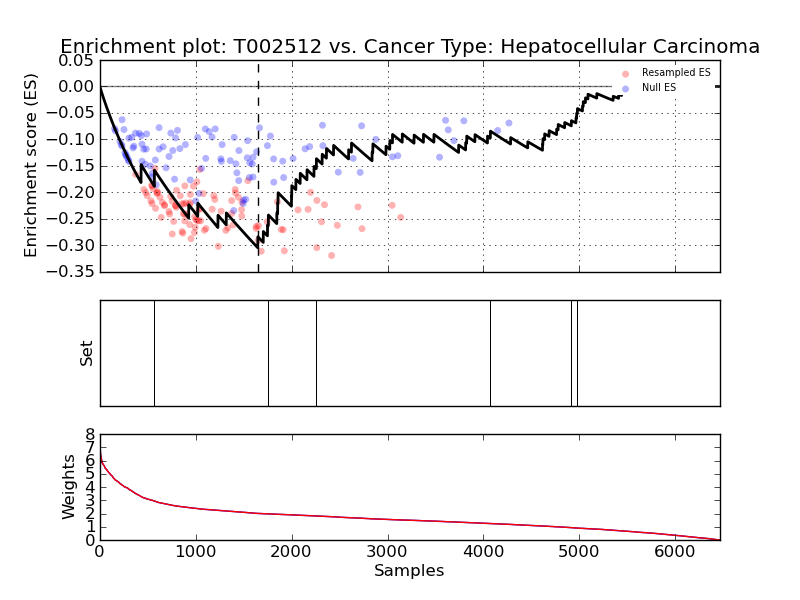 Enrichment plot: T002512 vs. Cancer Type: Hepatocellular Carcinoma
Enrichment score (ES)
0.05
0.00
−0.05
−0.10
−0.15
−0.20
−0.25
−0.30
−0.35
Resampled ES
Null ES
Set
Weights
8
7
6
5
4
3
2
1
0
0 1000 2000 3000 4000 5000 6000
Samples